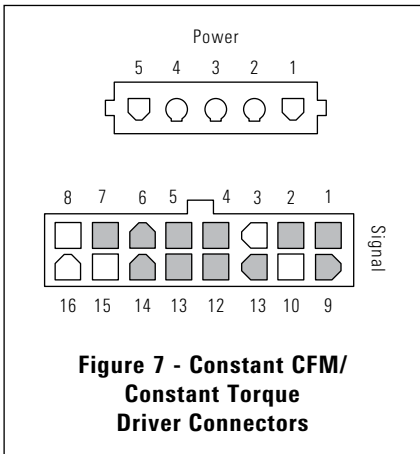 Power
5 4 3 2 1
8 7 6 5 4 3 2 1
Signal
16 15 14 13 12 13 10 9
Figure 7 - Constant CFM/
Constant Torque
Driver Connectors